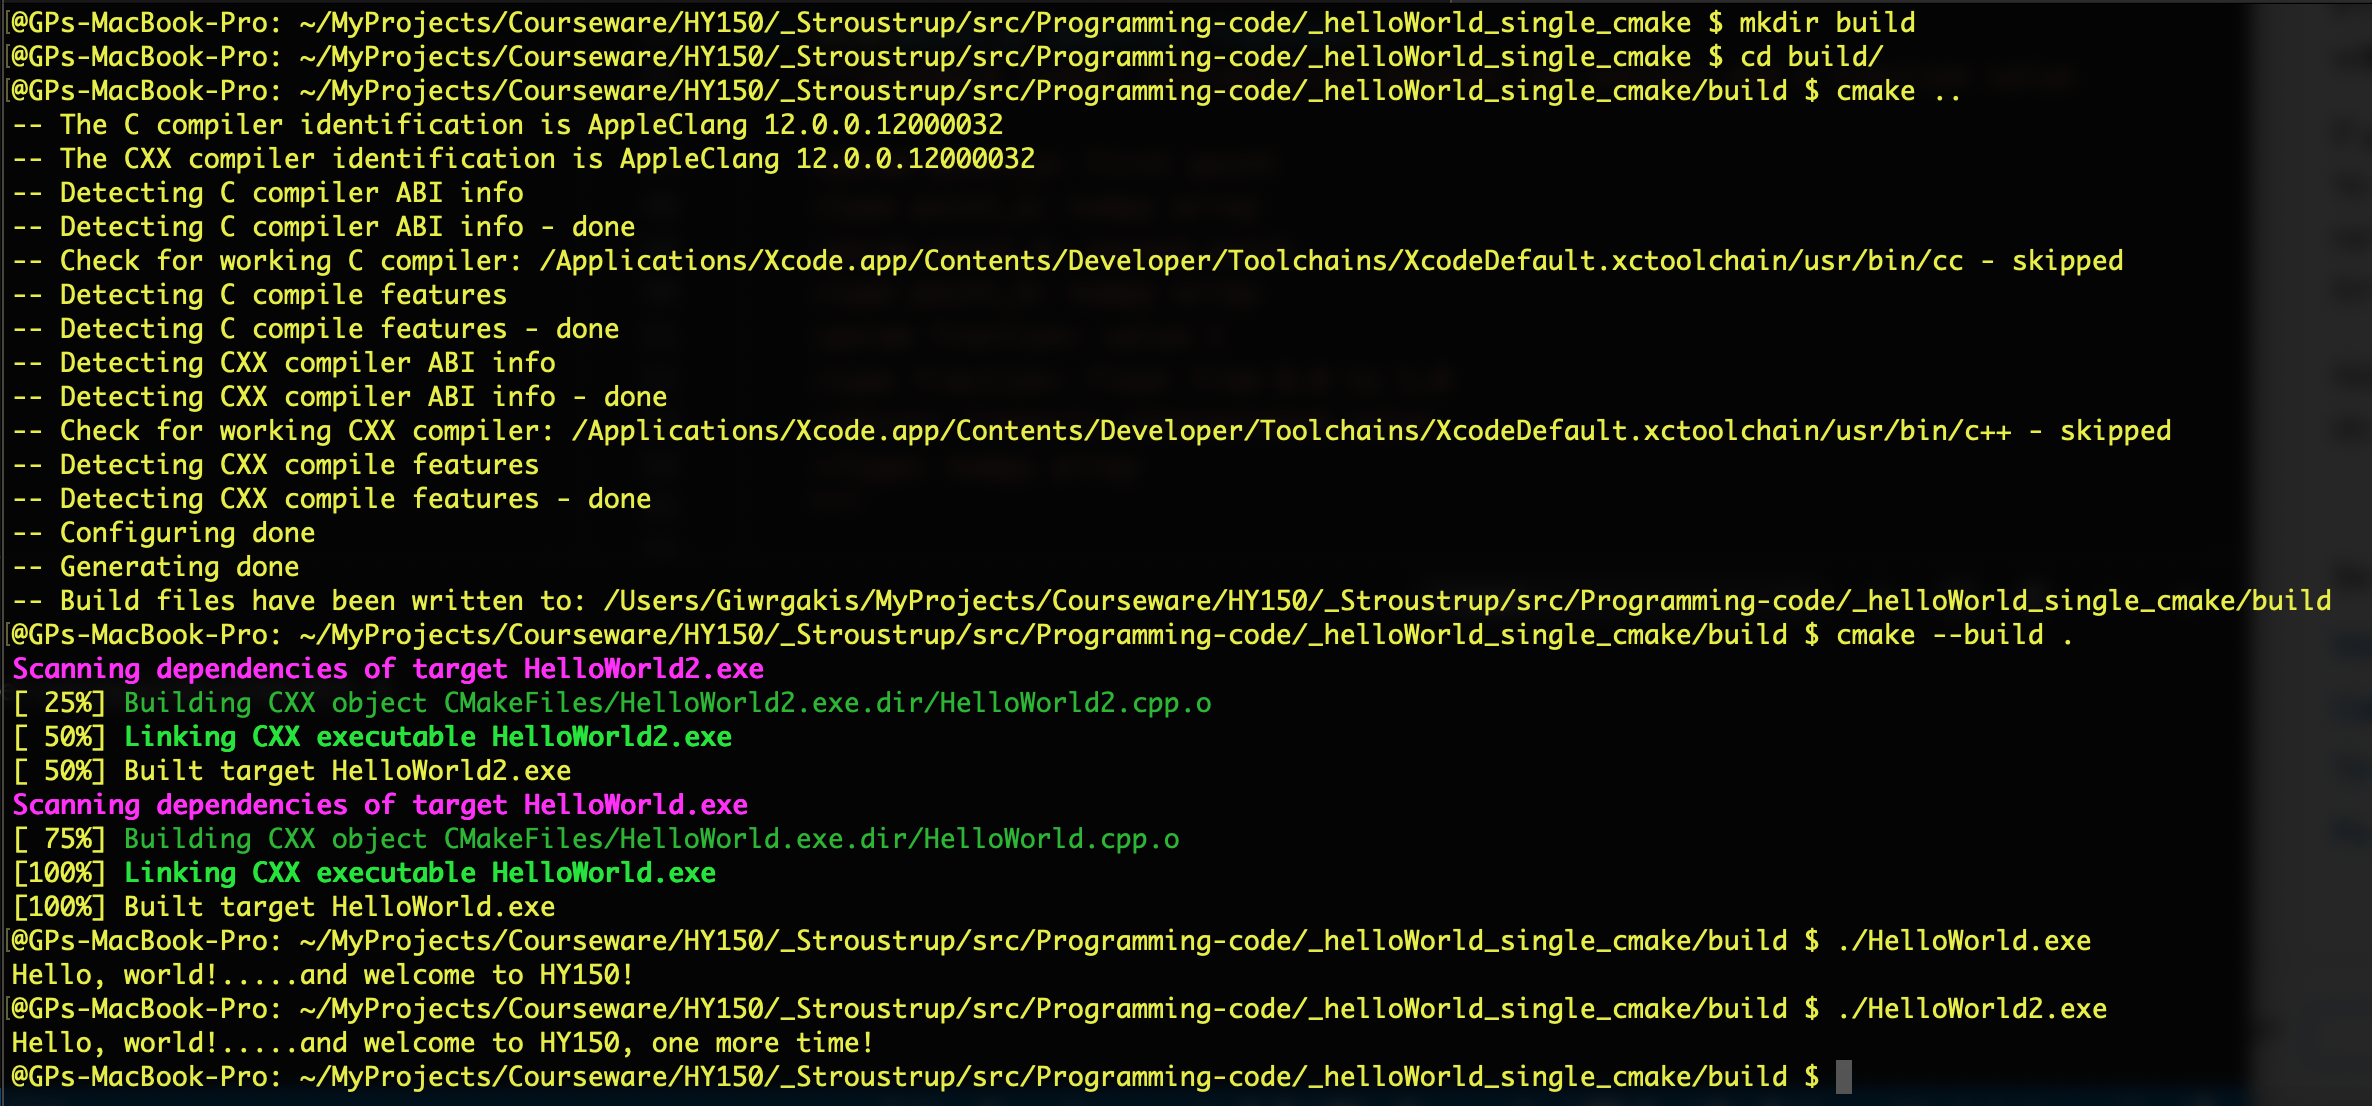 @GPs-MacBook-Pro: ~/MyProjects/Courseware/HY150/_Stroustrup/src/Programming-code/_helloWorld_single_cmake $ mkdir build
@GPs-MacBook-Pro: ~/MyProjects/Courseware/HY150/_Stroustrup/src/Programming-code/_helloWorld_single_cmake $ cd build/
@GPs-MacBook-Pro: ~/MyProjects/Courseware/HY150/_Stroustrup/src/Programming-code/_helloWorld_single_cmake/build $ cmake ..
-- The C compiler identification is AppleClang 12.0.0.12000032
-- The CXX compiler identification is AppleClang 12.0.0.12000032
-- Detecting C compiler ABI info
-- Detecting C compiler ABI info - done
-- Check for working C compiler: /Applications/Xcode.app/Contents/Developer/Toolchains/XcodeDefault.xctoolchain/usr/bin/cc - skipped
-- Detecting C compile features
-- Detecting C compile features - done
-- Detecting CXX compiler ABI info
-- Detecting CXX compiler ABI info - done
-- Check for working CXX compiler: /Applications/Xcode.app/Contents/Developer/Toolchains/XcodeDefault.xctoolchain/usr/bin/c++ - skipped
-- Detecting CXX compile features
-- Detecting CXX compile features - done
-- Configuring done
-- Generating done
-- Build files have been written to: /Users/Giwrgakis/MyProjects/Courseware/HY150/_Stroustrup/src/Programming-code/_helloWorld_single_cmake/build
@GPs-MacBook-Pro: ~/MyProjects/Courseware/HY150/_Stroustrup/src/Programming-code/_helloWorld_single_cmake/build $ cmake --build .
Scanning dependencies of target HelloWorld2.exe
[ 25%] Building CXX object CMakeFiles/HelloWorld2.exe.dir/HelloWorld2.cpp.o
[ 50%] Linking CXX executable HelloWorld2.exe
[ 50%] Built target HelloWorld2.exe
Scanning dependencies of target HelloWorld.exe
[ 75%] Building CXX object CMakeFiles/HelloWorld.exe.dir/HelloWorld.cpp.o
[100%] Linking CXX executable HelloWorld.exe
[100%] Built target HelloWorld.exe
@GPs-MacBook-Pro: ~/MyProjects/Courseware/HY150/_Stroustrup/src/Programming-code/_helloWorld_single_cmake/build $ ./HelloWorld.exe
Hello, world!.....and welcome to HY150!
@GPs-MacBook-Pro: ~/MyProjects/Courseware/HY150/_Stroustrup/src/Programming-code/_helloWorld_single_cmake/build $ ./HelloWorld2.exe
Hello, world!.....and welcome to HY150, one more time!
@GPs-MacBook-Pro: ~/MyProjects/Courseware/HY150/_Stroustrup/src/Programming-code/_helloWorld_single_cmake/build $